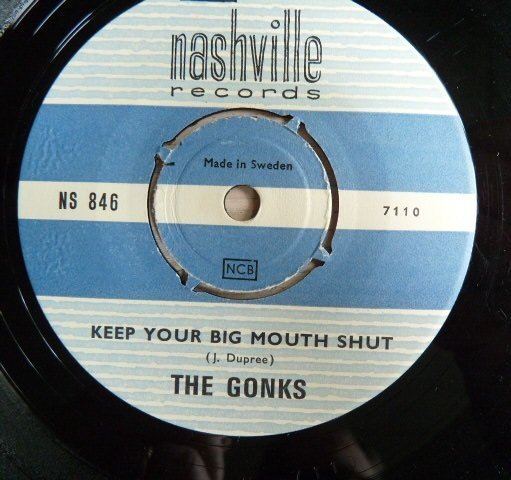 nashville
records
Made in Sweden
NS 846
7110
NCB
KEEP YOUR BIG MOUTH SHUT
(J. Dupree)
THE GONKS